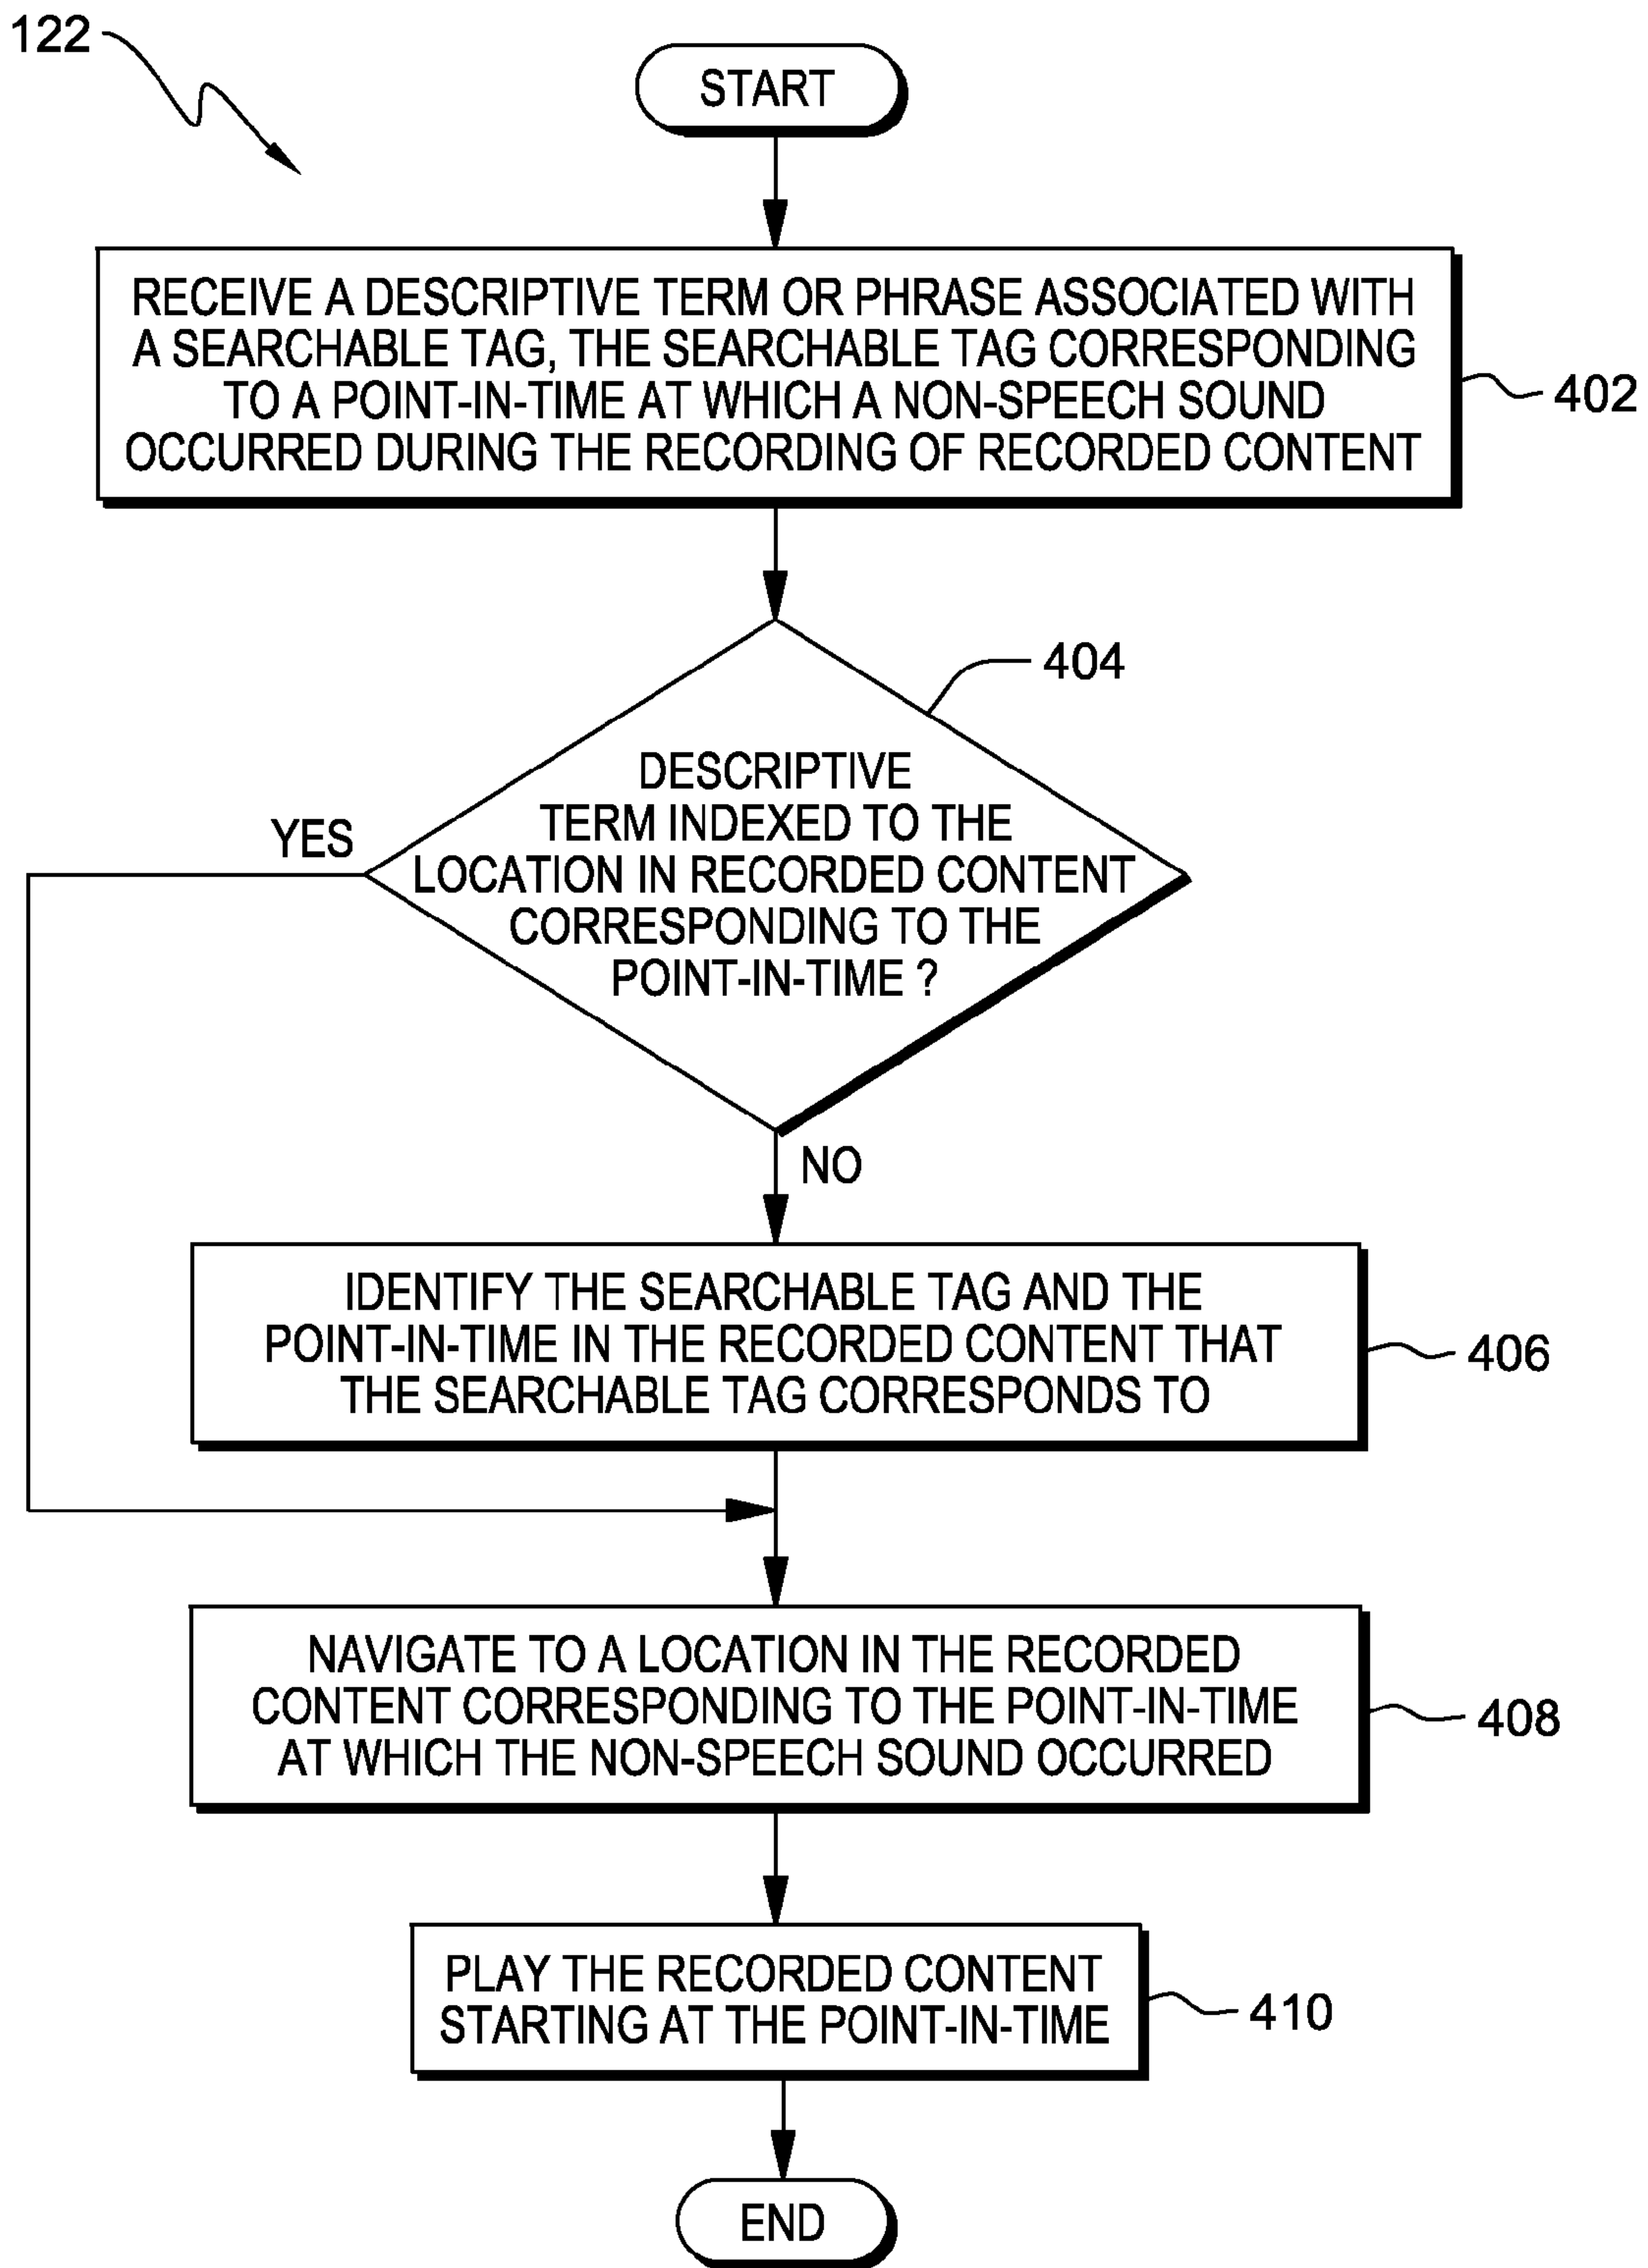 122
START
RECEIVE A DESCRIPTIVE TERM OR PHRASE ASSOCIATED WITH
A SEARCHABLE TAG, THE SEARCHABLE TAG CORRESPONDING
TO A POINT-IN-TIME AT WHICH A NON-SPEECH SOUND
OCCURRED DURING THE RECORDING OF RECORDED CONTENT
402
404
DESCRIPTIVE
TERM INDEXED TO THE
LOCATION IN RECORDED CONTENT
CORRESPONDING TO THE
POINT-IN-TIME ?
YES
NO
IDENTIFY THE SEARCHABLE TAG AND THE
POINT-IN-TIME IN THE RECORDED CONTENT THAT
THE SEARCHABLE TAG CORRESPONDS TO
406
NAVIGATE TO A LOCATION IN THE RECORDED
CONTENT CORRESPONDING TO THE POINT-IN-TIME
AT WHICH THE NON-SPEECH SOUND OCCURRED
408
PLAY THE RECORDED CONTENT
STARTING AT THE POINT-IN-TIME
410
END